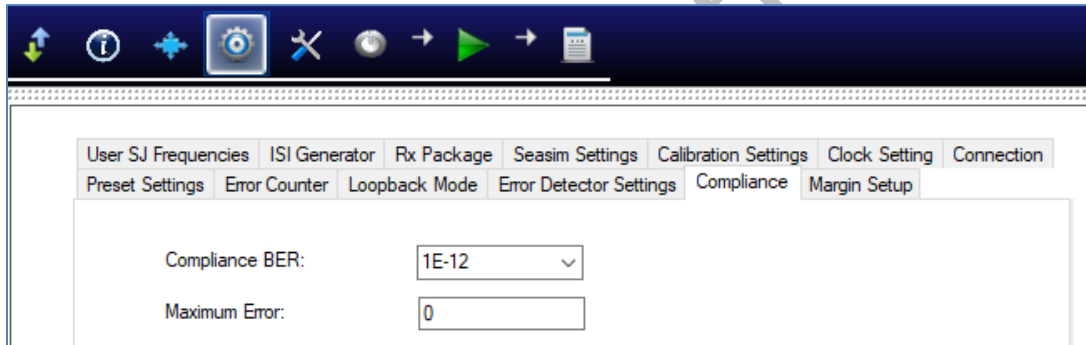 User SJ Frequencies ISI Generator Rx Package Seasim Settings Calibration Settings Clock Setting Connection
Preset Settings Error Counter Loopback Mode Error Detector Settings Compliance Margin Setup
Compliance BER: 1E-12
Maximum Error: 0